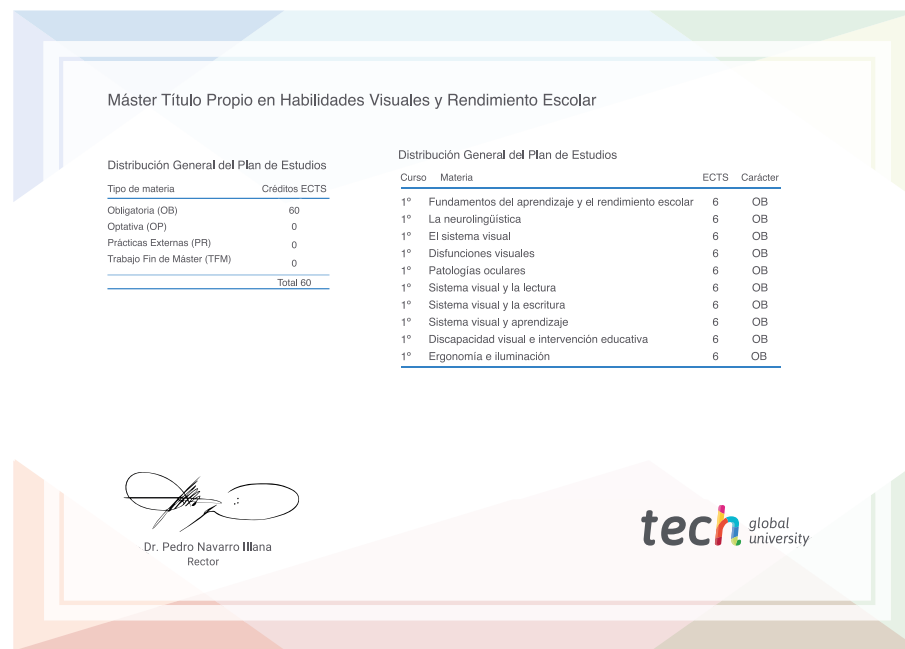 Máster Título Propio en Habilidades Visuales y Rendimiento Escolar
Distribución General del Plan de Estudios
Tipo de materia Créditos ECTS
Obligatoria (OB) 60
Optativa (OP) 0
Prácticas Externas (PR) 0
Trabajo Fin de Máster (TFM) 0
Total 60
Distribución General del Plan de Estudios
Curso Materia ECTS Carácter
1º Fundamentos del aprendizaje y el rendimiento escolar 6 OB
1º La neurolingüística 6 OB
1º El sistema visual 6 OB
1º Disfunciones visuales 6 OB
1º Patologías oculares 6 OB
1º Sistema visual y la lectura 6 OB
1º Sistema visual y la escritura 6 OB
1º Sistema visual y aprendizaje 6 OB
1º Discapacidad visual e intervención educativa 6 OB
1º Ergonomía e iluminación 6 OB
Dr. Pedro Navarro Illana
Rector
tech global
university